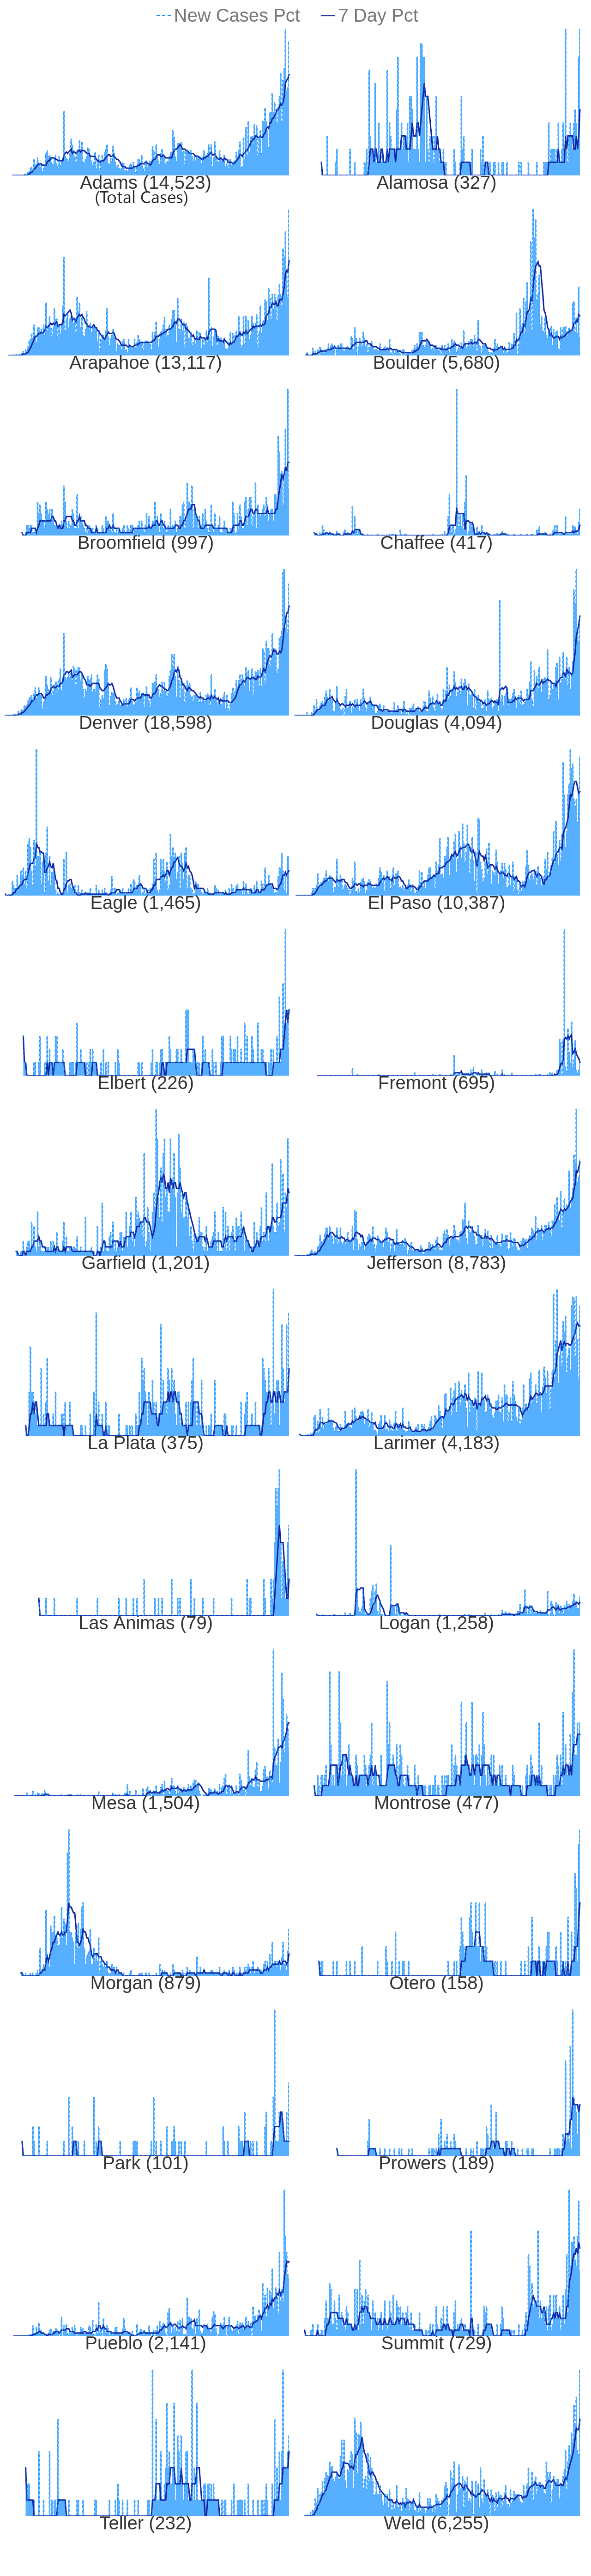 New Cases Pct 7 Day Pct
Adams (14,523) Alamosa (327)
(Total Cases)
Arapahoe (13,117) Boulder (5,680)
Broomfield (997) Chaffee (417)
Denver (18,598) Douglas (4,094)
Eagle (1,465) El Paso (10,387)
Elbert (226) Fremont (695)
Garfield (1,201) Jefferson (8,783)
La Plata (375) Larimer (4,183)
Las Animas (79) Logan (1,258)
Mesa (1,504) Montrose (477)
Morgan (879) Otero (158)
Park (101) Prowers (189)
Pueblo (2,141) Summit (729)
Teller (232) Weld (6,255)